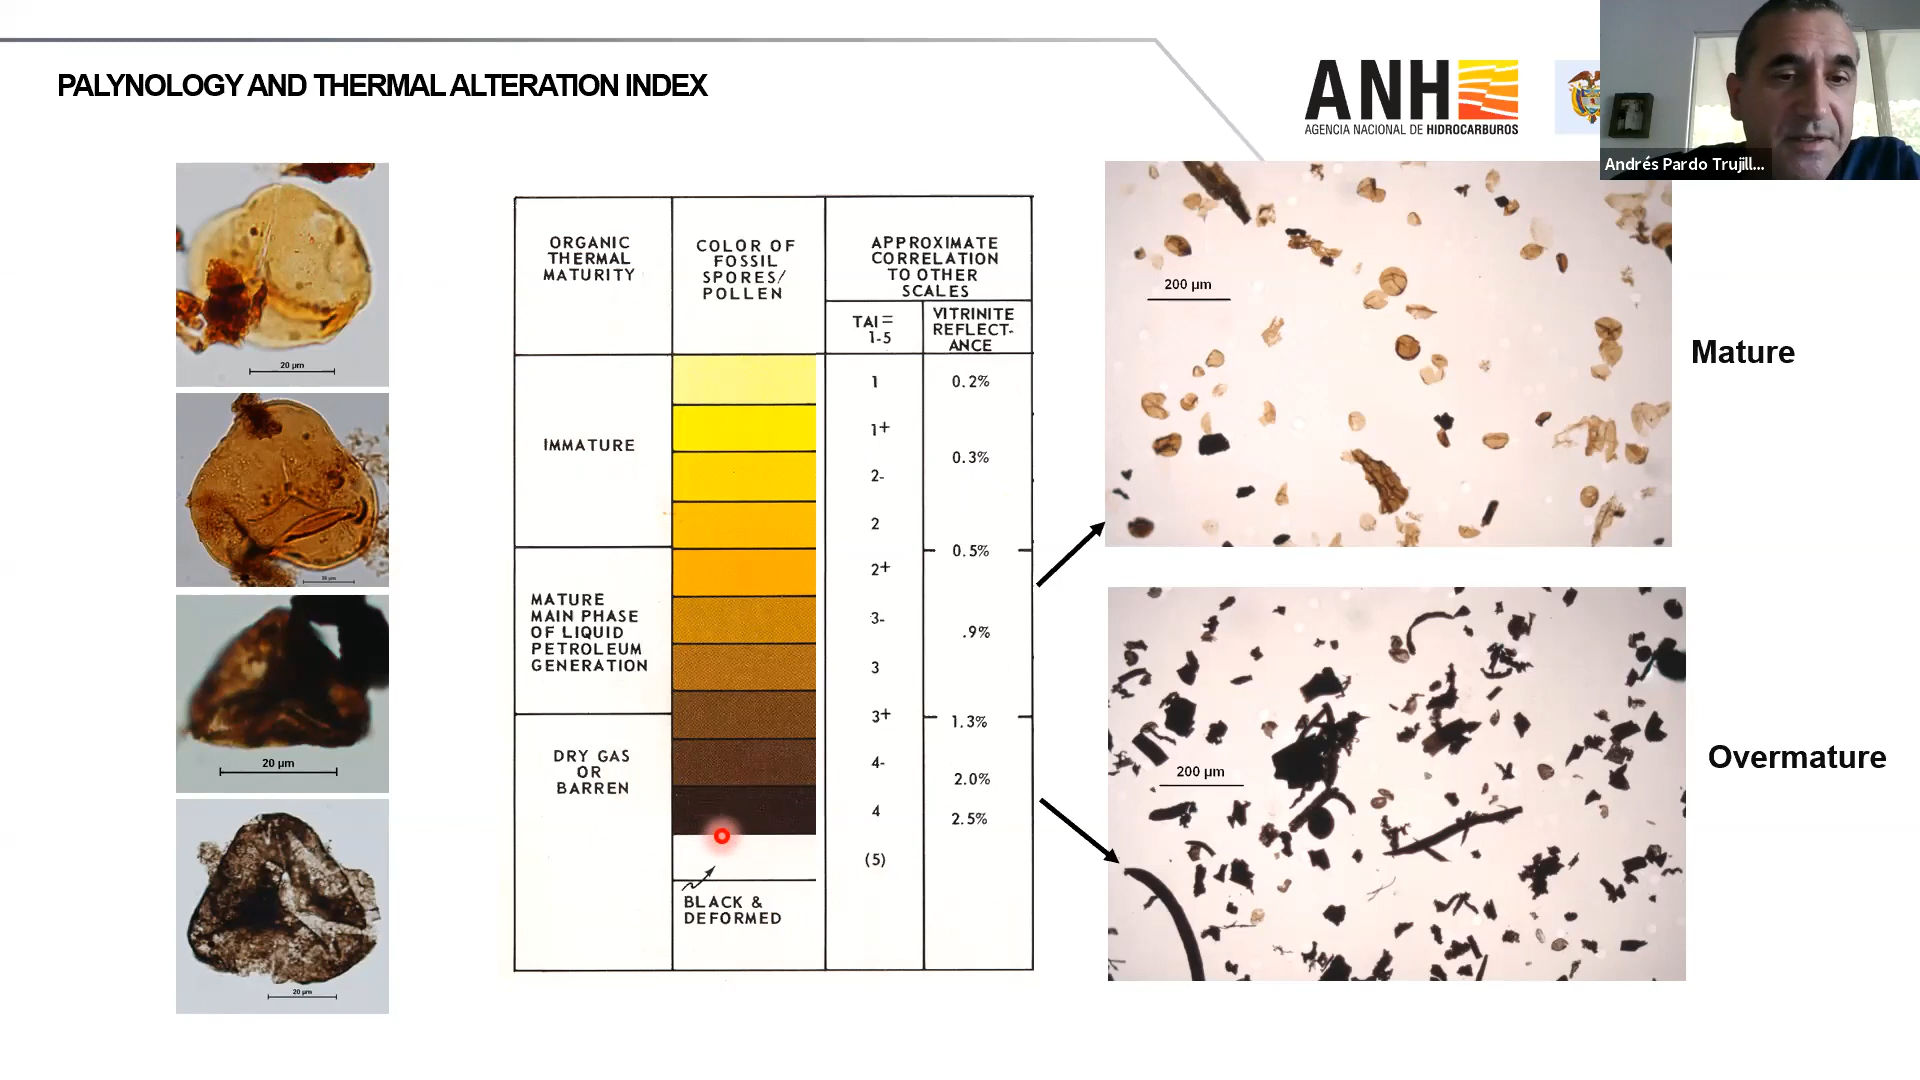 PALYNOLOGY AND THERMAL ALTERATION INDEX
ANH
AGENCIA NACIONAL DE HIDROCARBUROS
Andrés Pardo Trujill...
20 µm
20 µm
20 µm
ORGANIC
THERMAL
MATURITY
COLOR OF
FOSSIL
SPORES/
POLLEN
APPROXIMATE
CORRELATION
TO OTHER
SCALES
TAI=
1-5
VITRINITE
REFLECT-
ANCE
IMMATURE
1
0.2%
1+
0.3%
2-
2
0.5%
MATURE
MAIN PHASE
OF LIQUID
PETROLEUM
GENERATION
2+
3-
.9%
3
3+
1.3%
DRY GAS
OR
BARREN
4-
2.0%
4
2.5%
(5)
BLACK &
DEFORMED
200 µm
Mature
200 µm
Overmature